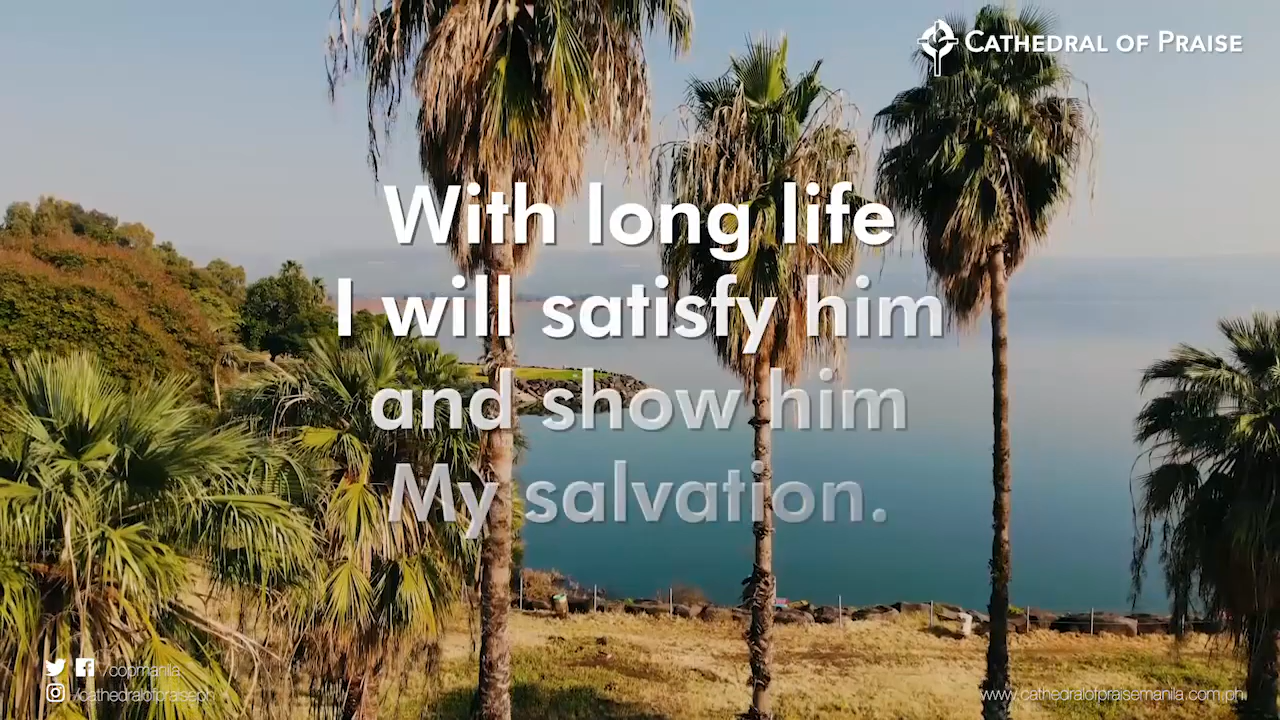 CATHEDRAL OF PRAISE
With long life
I will satisfy him
and show him
My salvation.
/copmanila
/cathedralofpraiseph
www.cathedralofpraisemanila.com.ph